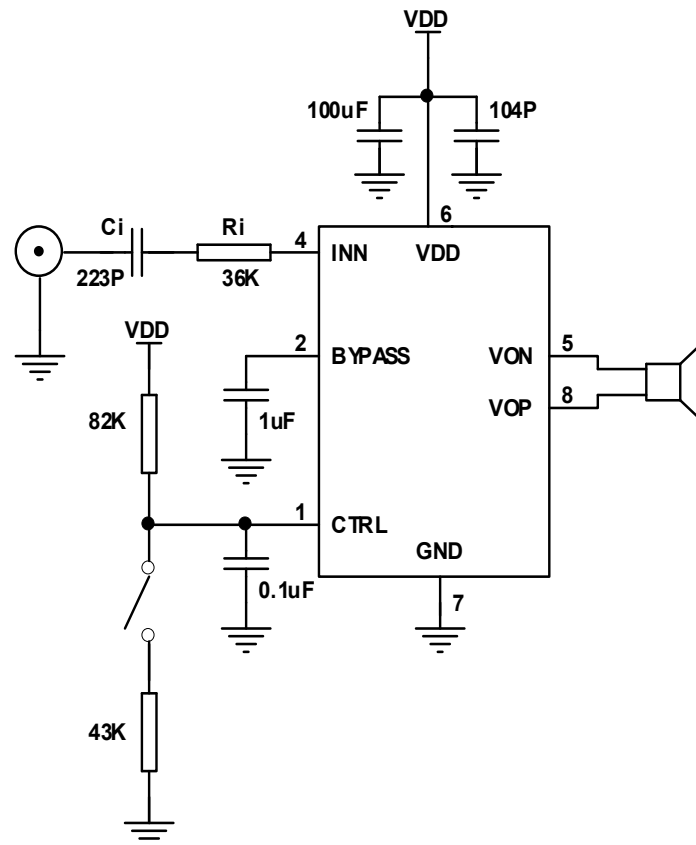 VDD
100uF
104P
6
Ci
Ri
4
INN
VDD
223P
36K
VDD
2
BYPASS
VON
5
82K
1uF
VOP
8
1
CTRL
GND
0.1uF
7
43K